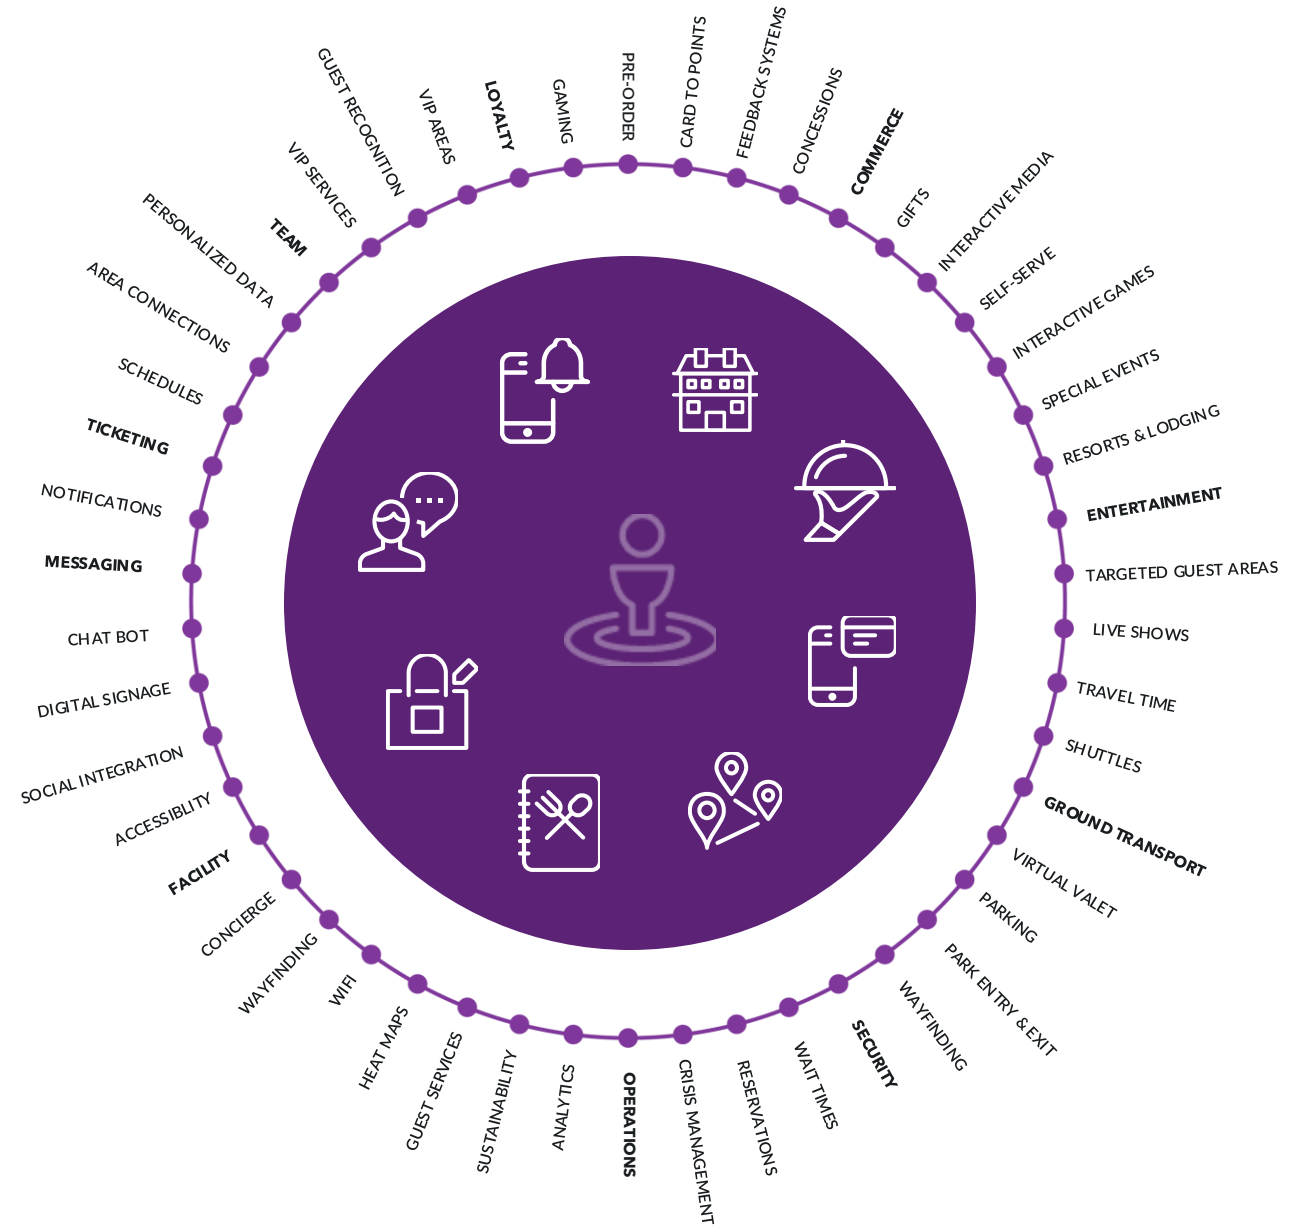 PRE-ORDER
CARD TO POINTS
FEEDBACK SYSTEMS
CONCESSIONS
COMMERCE
GIFTS
INTERACTIVE MEDIA
SELF-SERVE
INTERACTIVE GAMES
SPECIAL EVENTS
RESORTS & LODGING
ENTERTAINMENT
TARGETED GUEST AREAS
LIVE SHOWS
TRAVEL TIME
SHUTTLES
GROUND TRANSPORT
VIRTUAL VALET
PARKING
PARK ENTRY & EXIT
WAYFINDING
SECURITY
WAIT TIMES
RESERVATIONS
CRISIS MANAGEMENT
OPERATIONS
ANALYTICS
SUSTAINABILITY
GUEST SERVICES
HEAT MAPS
WIFI
WAYFINDING
CONCIERGE
FACILITY
ACCESSIBLITY
SOCIAL INTEGRATION
DIGITAL SIGNAGE
CHAT BOT
MESSAGING
NOTIFICATIONS
TICKETING
SCHEDULES
AREA CONNECTIONS
PERSONALIZED DATA
TEAM
VIP SERVICES
GUEST RECOGNITION
VIP AREAS
LOYALTY
GAMING